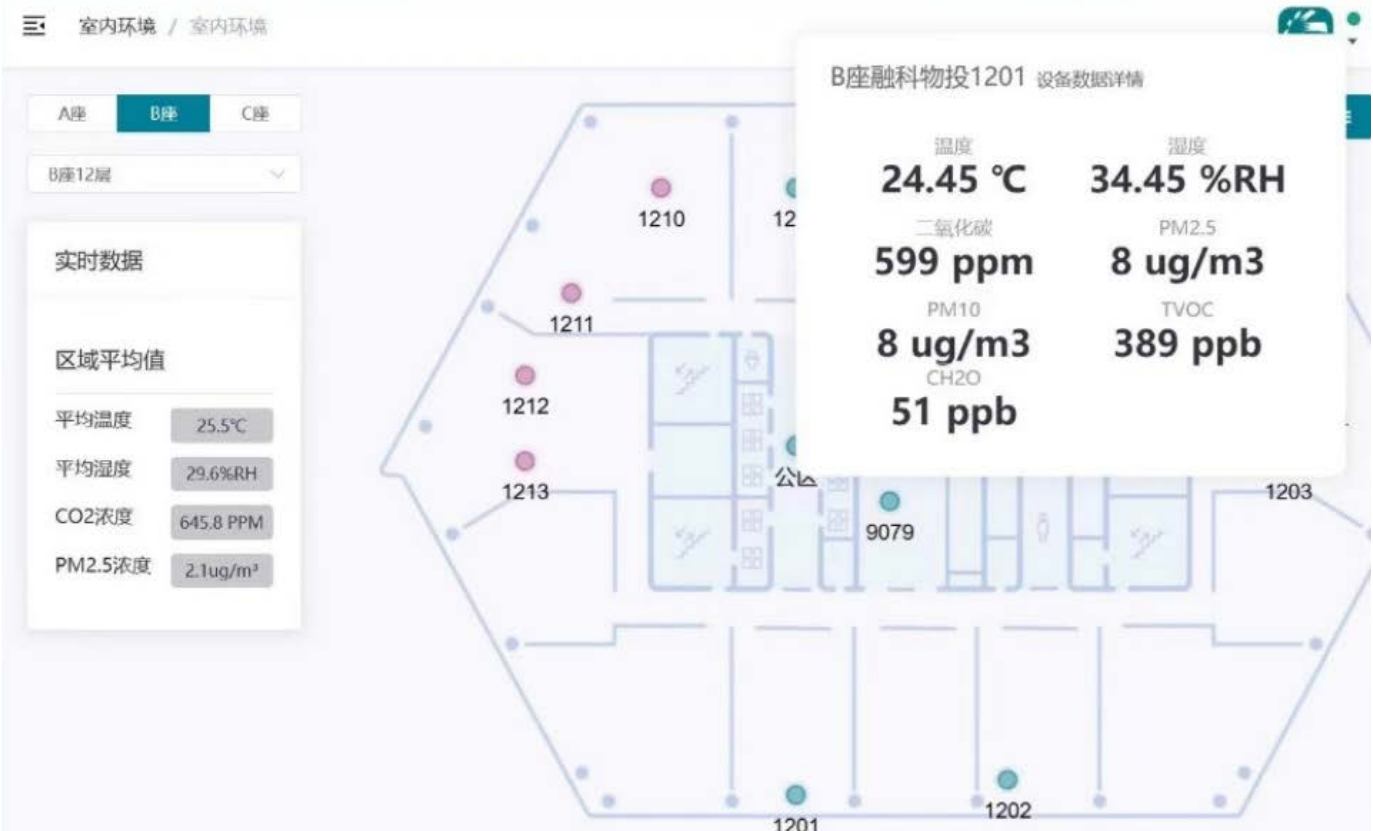 室内环境 / 室内环境
A座 B座 C座
B座12层
实时数据
区域平均值
平均温度 25.5℃
平均湿度 29.6%RH
CO2浓度 645.8 PPM
PM2.5浓度 2.1ug/m³
B座融科物投1201 设备数据详情
温度 湿度
24.45 ℃ 34.45 %RH
二氧化碳 PM2.5
599 ppm 8 ug/m3
PM10 TVOC
8 ug/m3 389 ppb
CH2O
51 ppb
1210
12
1211
1212
1213
公区
9079
1203
1201
1202